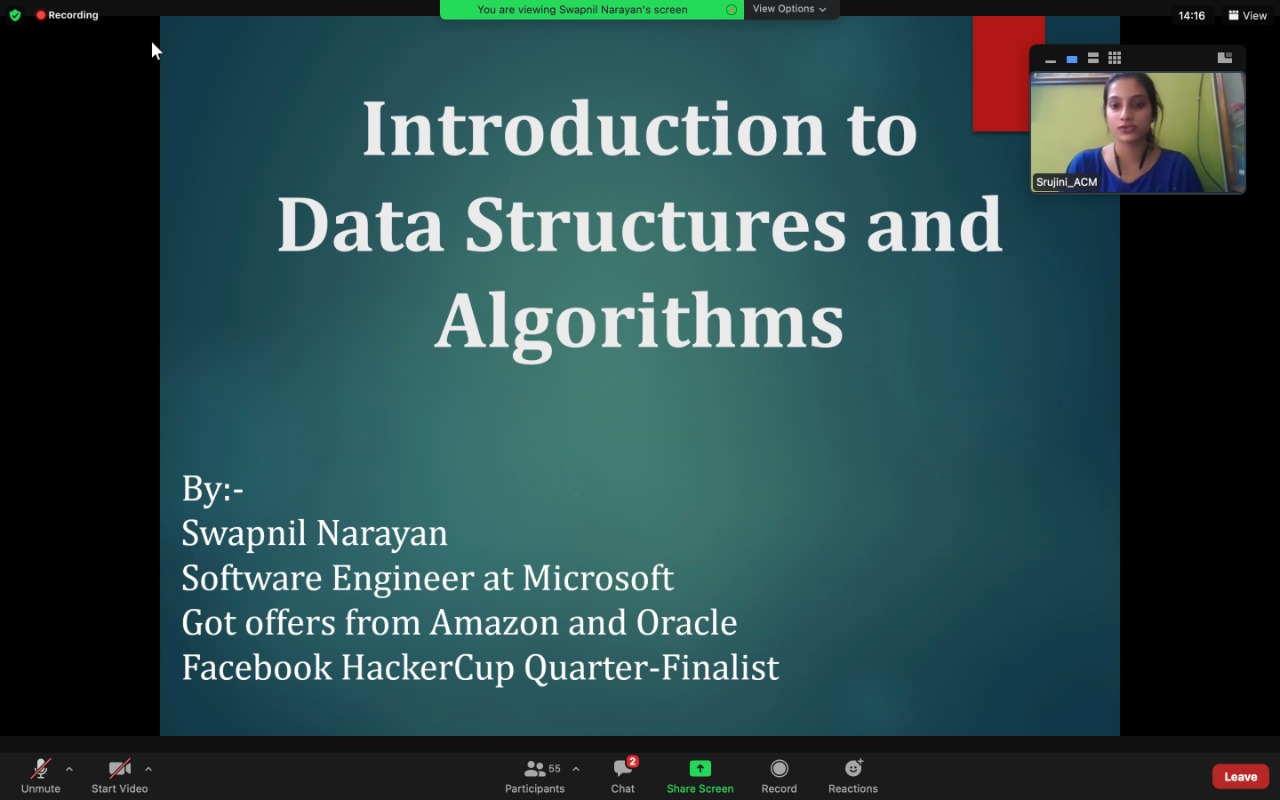 Recording
You are viewing Swapnil Narayan's screen
View Options
14:16
View
Introduction to
Data Structures and
Algorithms
Srujini_ACM
By:-
Swapnil Narayan
Software Engineer at Microsoft
Got offers from Amazon and Oracle
Facebook HackerCup Quarter-Finalist
55
2
Unmute
Start Video
Participants
Chat
Share Screen
Record
Reactions
Leave